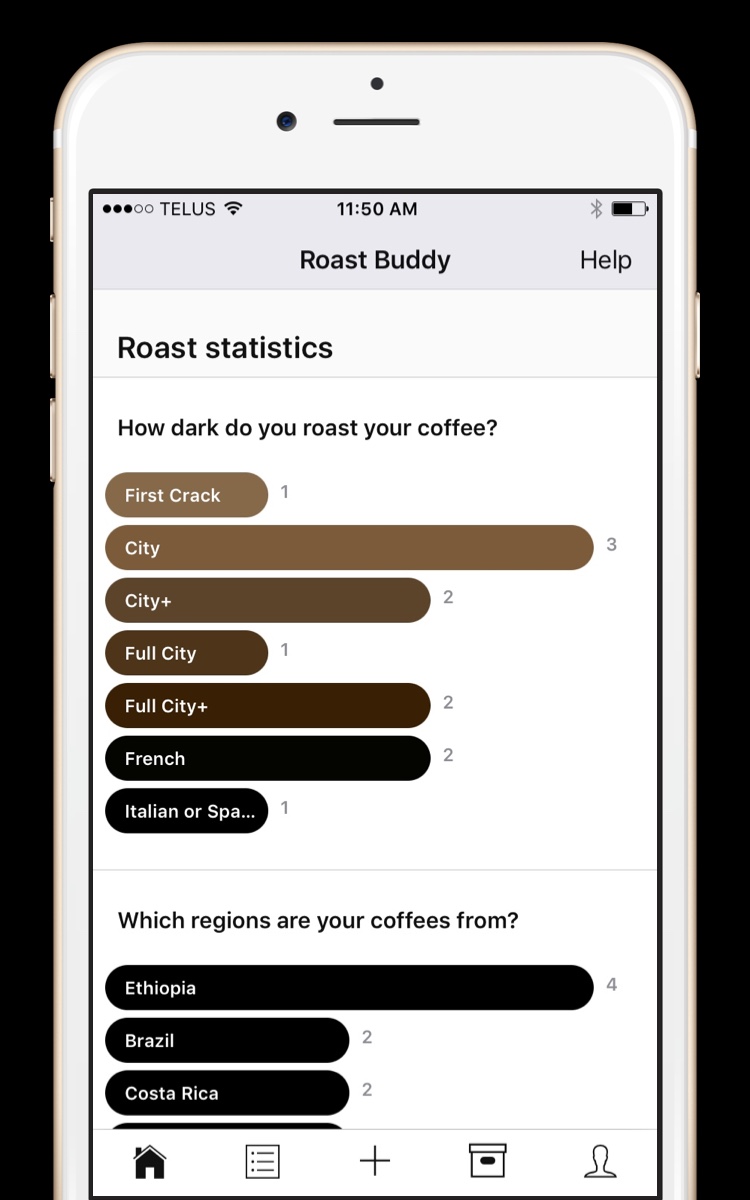 TELUS 11:50 AM
Roast Buddy Help
Roast statistics
How dark do you roast your coffee?
First Crack 1
City 3
City+ 2
Full City 1
Full City+ 2
French 2
Italian or Spa... 1
Which regions are your coffees from?
Ethiopia 4
Brazil 2
Costa Rica 2